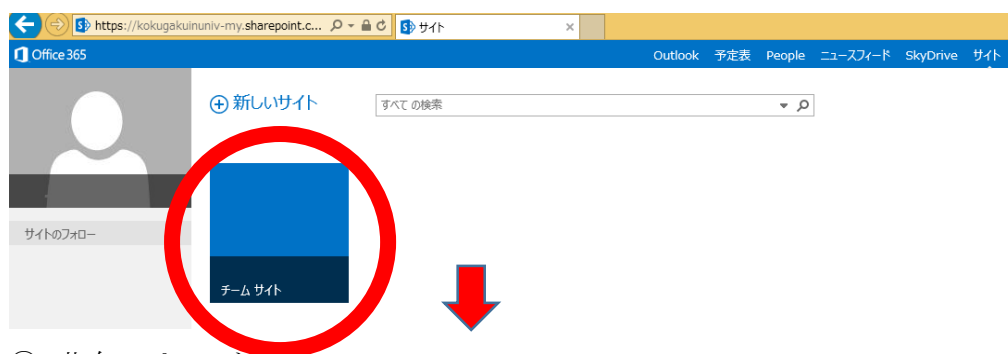 https://kokugakuinuniv-my.sharepoint.c... サイト
Office 365 Outlook 予定表 People ニュースフィード SkyDrive サイト
新しいサイト すべて の検索
サイトのフォロー
チーム サイト